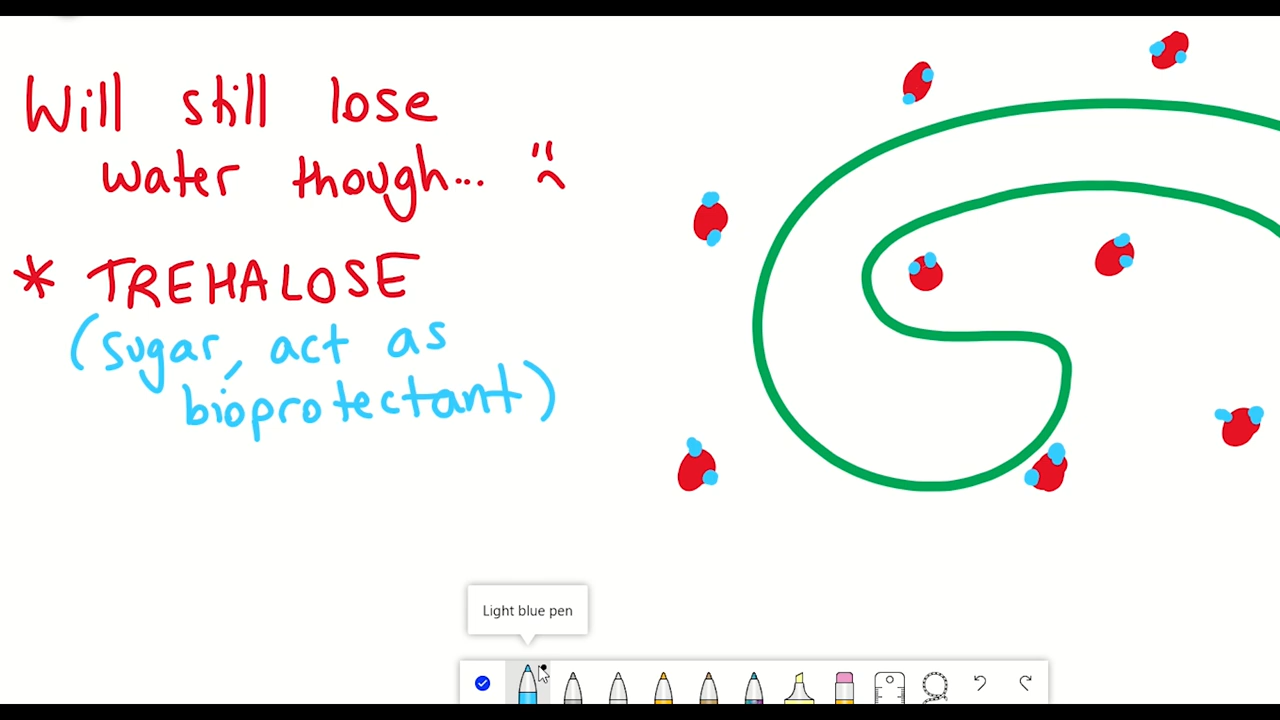 Will still lose
water though...
* TREHALOSE
(sugar, act as
bioprotectant)
Light blue pen